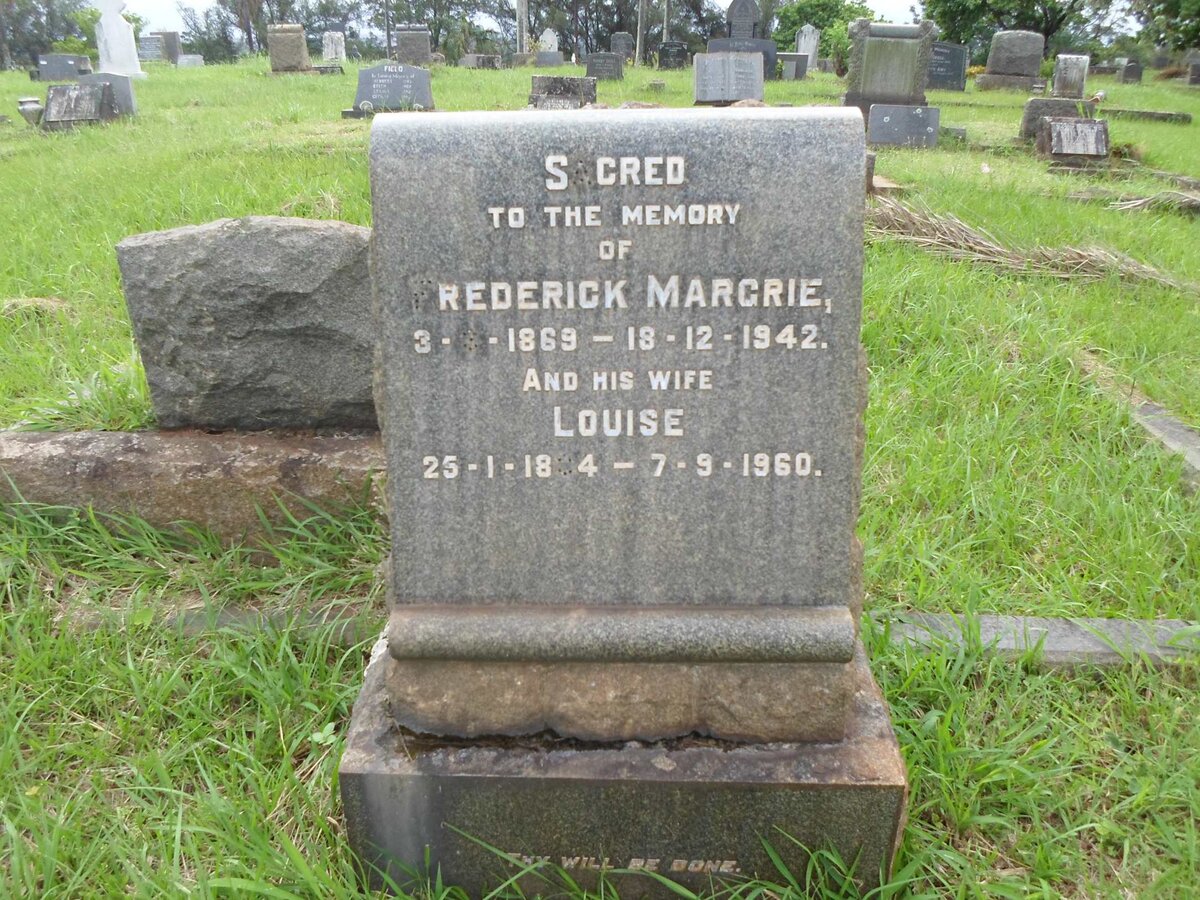 FIELD
SACRED
TO THE MEMORY
OF
FREDERICK MARGRIE,
1869 — 18-12-1942.
AND HIS WIFE
LOUISE
25-1-18 4 — 7-9-1960.
THY WILL BE DONE.